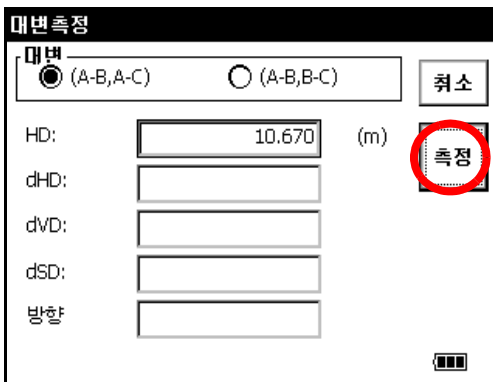 대변측정
대변
(A-B,A-C) (A-B,B-C)
취소
HD: 10.670 (m)
측정
dHD:
dVD:
dSD:
방향